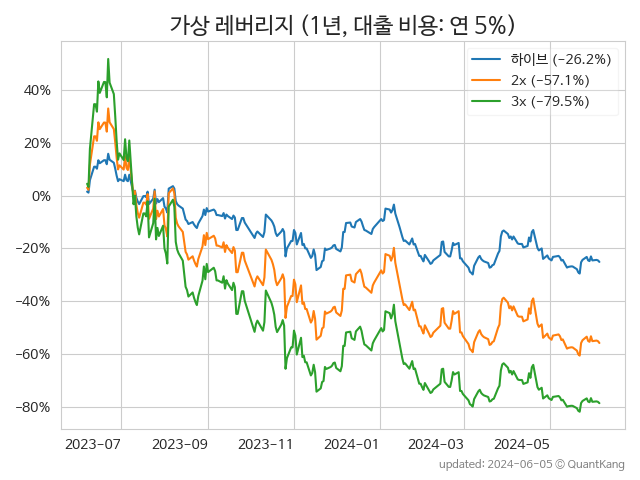 가상 레버리지 (1년, 대출 비용: 연 5%)
하이브 (−26.2%)
2x (−57.1%)
3x (−79.5%)
40%
20%
0%
−20%
−40%
−60%
−80%
2023-07 2023-09 2023-11 2024-01 2024-03 2024-05
updated: 2024-06-05 ⓒ QuantKang